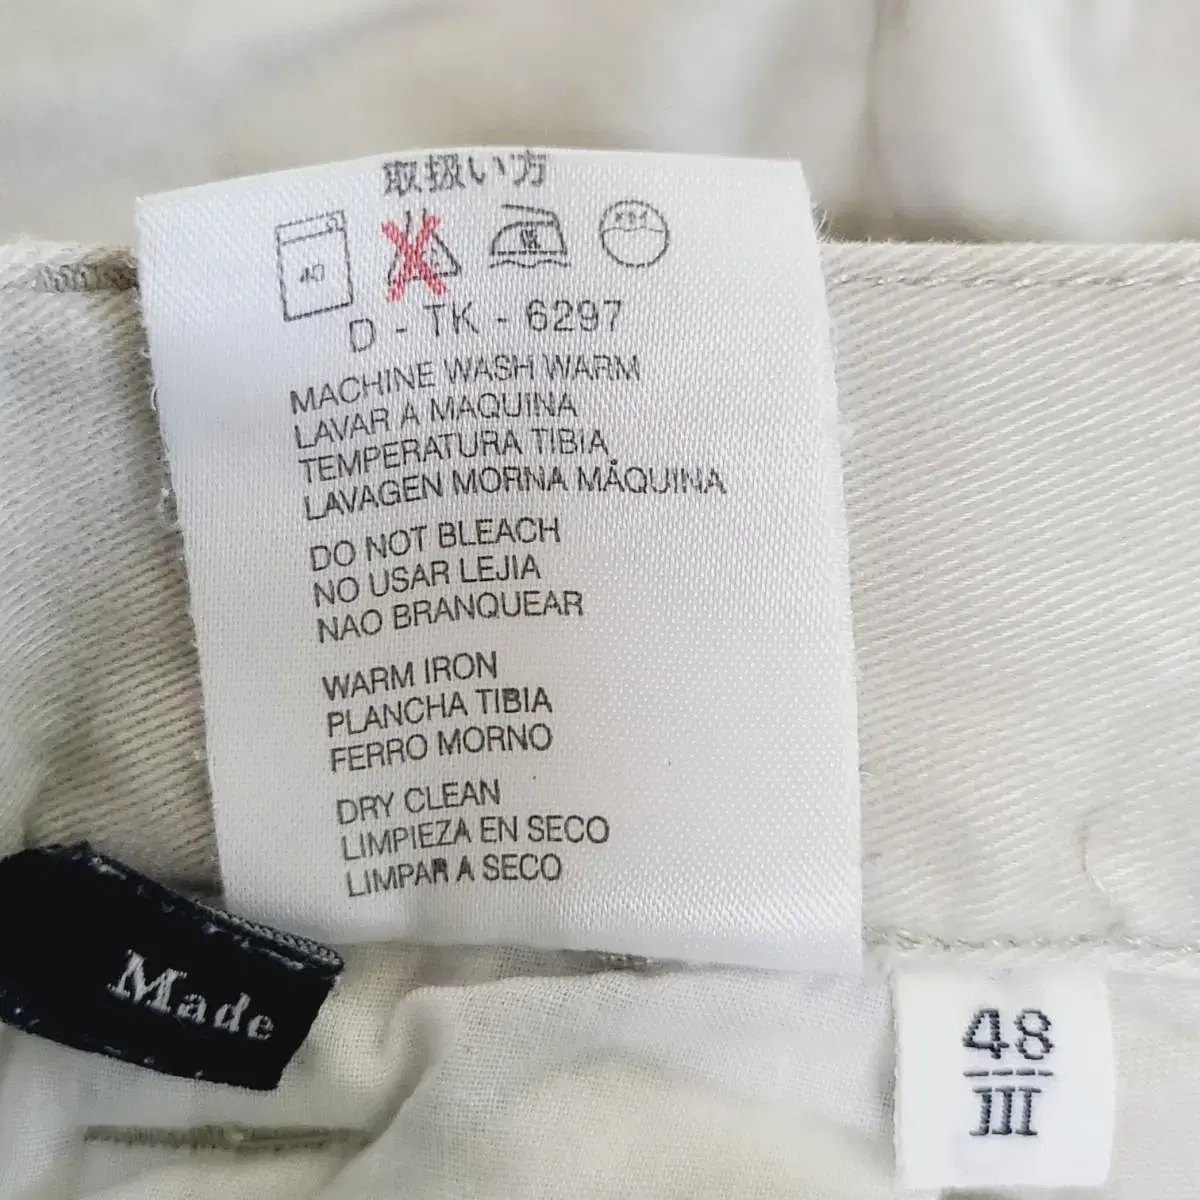 取扱い方
40
D - TK - 6297
MACHINE WASH WARM
LAVAR A MAQUINA
TEMPERATURA TIBIA
LAVAGEN MORNA MÁQUINA
DO NOT BLEACH
NO USAR LEJIA
NAO BRANQUEAR
WARM IRON
PLANCHA TIBIA
FERRO MORNO
DRY CLEAN
LIMPIEZA EN SECO
LIMPAR A SECO
Made
48
III